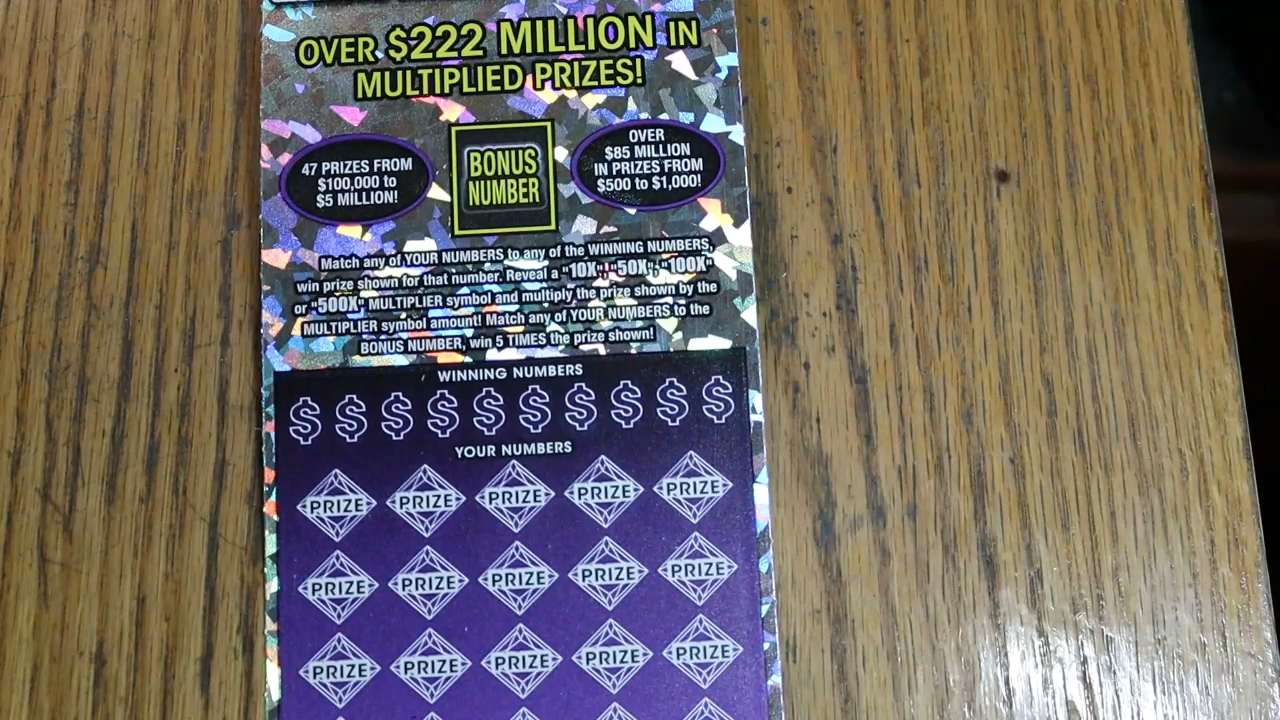 OVER $222 MILLION IN
MULTIPLIED PRIZES!
47 PRIZES FROM
$100,000 to
$5 MILLION!
BONUS
NUMBER
OVER
$85 MILLION
IN PRIZES FROM
$500 to $1,000!
Match any of YOUR NUMBERS to any of the WINNING NUMBERS,
win prize shown for that number. Reveal a "10X", "50X", "100X"
or "500X" MULTIPLIER symbol and multiply the prize shown by the
MULTIPLIER symbol amount! Match any of YOUR NUMBERS to the
BONUS NUMBER, win 5 TIMES the prize shown!
WINNING NUMBERS
$ $ $ $ $ $ $ $ $ $
YOUR NUMBERS
PRIZE PRIZE PRIZE PRIZE PRIZE
PRIZE PRIZE PRIZE PRIZE PRIZE
PRIZE PRIZE PRIZE PRIZE PRIZE